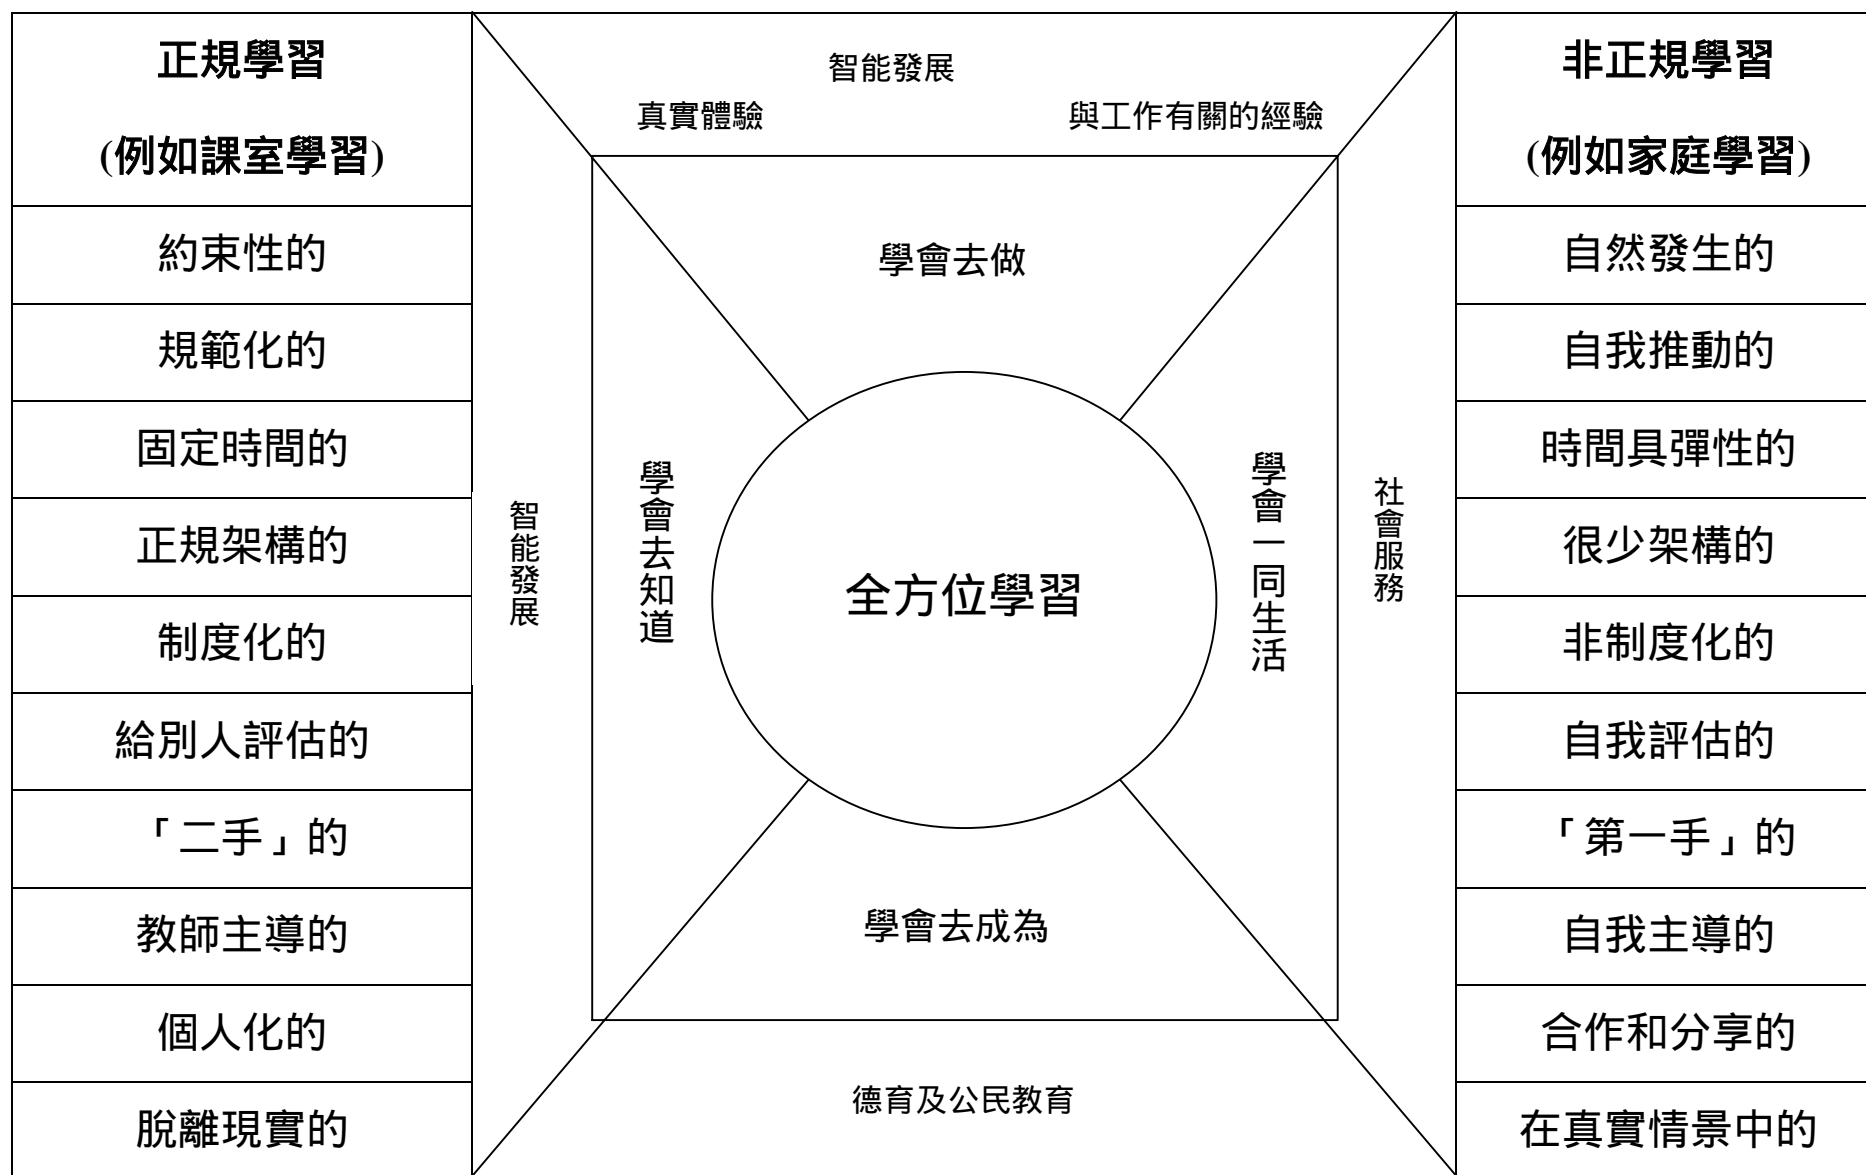 正規學習
(例如課室學習)
約束性的
規範化的
固定時間的
正規架構的
制度化的
給別人評估的
「二手」的
教師主導的
個人化的
脫離現實的
智能發展
真實體驗
與工作有關的經驗
學會去做
智能發展
學會去知道
全方位學習
學會一同生活
社會服務
學會去成為
德育及公民教育
非正規學習
(例如家庭學習)
自然發生的
自我推動的
時間具彈性的
很少架構的
非制度化的
自我評估的
「第一手」的
自我主導的
合作和分享的
在真實情景中的